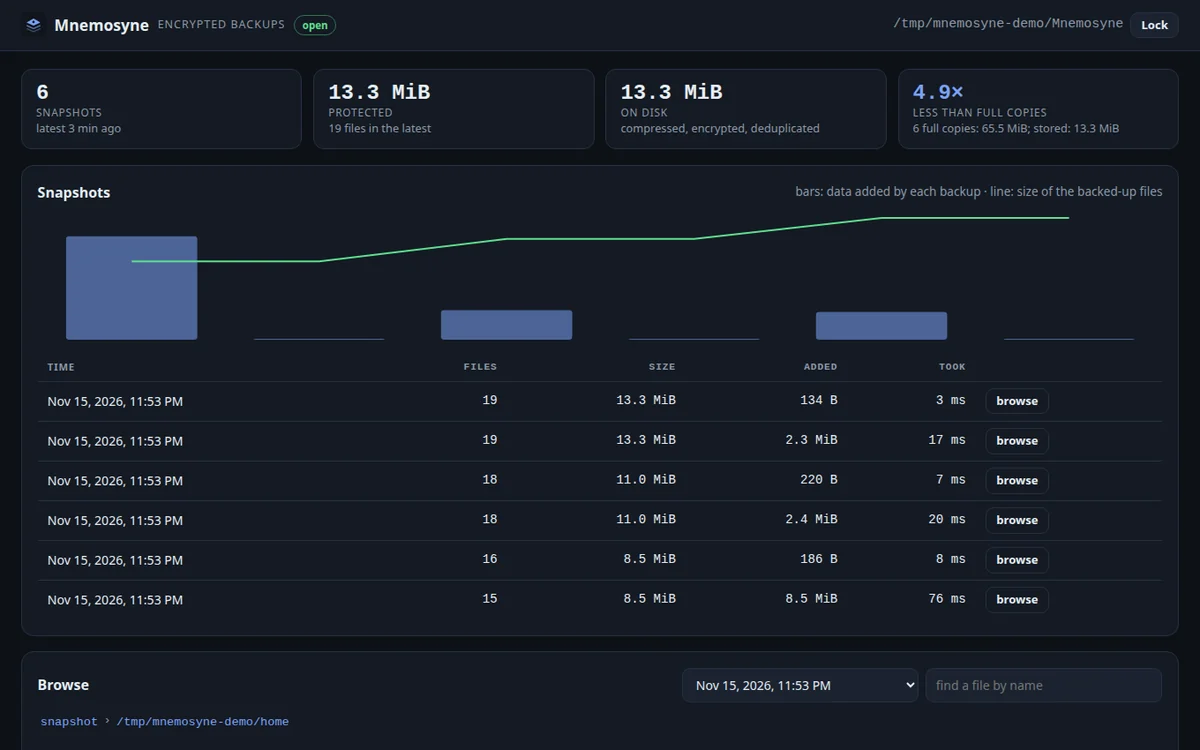 Mnemosyne ENCRYPTED BACKUPS open /tmp/mnemosyne-demo/Mnemosyne Lock
6
SNAPSHOTS
latest 3 min ago
13.3 MiB
PROTECTED
19 files in the latest
13.3 MiB
ON DISK
compressed, encrypted, deduplicated
4.9×
LESS THAN FULL COPIES
6 full copies: 65.5 MiB; stored: 13.3 MiB
Snapshots bars: data added by each backup · line: size of the backed-up files
TIME FILES SIZE ADDED TOOK
Nov 15, 2026, 11:53 PM 19 13.3 MiB 134 B 3 ms browse
Nov 15, 2026, 11:53 PM 19 13.3 MiB 2.3 MiB 17 ms browse
Nov 15, 2026, 11:53 PM 18 11.0 MiB 220 B 7 ms browse
Nov 15, 2026, 11:53 PM 18 11.0 MiB 2.4 MiB 20 ms browse
Nov 15, 2026, 11:53 PM 16 8.5 MiB 186 B 8 ms browse
Nov 15, 2026, 11:53 PM 15 8.5 MiB 8.5 MiB 76 ms browse
Browse Nov 15, 2026, 11:53 PM find a file by name
snapshot › /tmp/mnemosyne-demo/home